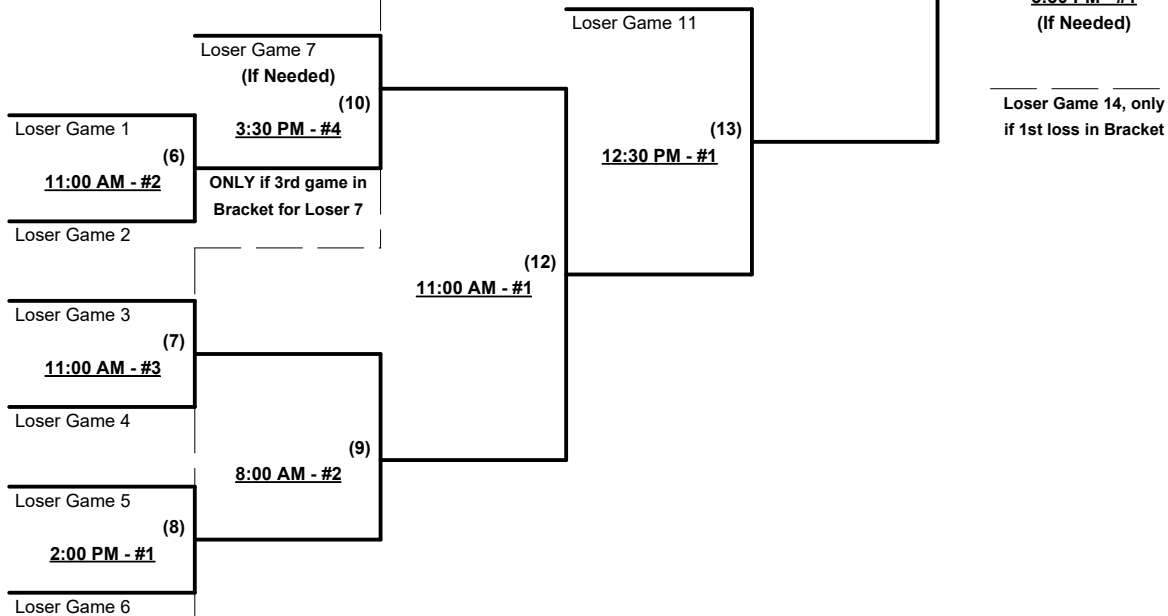 (If Needed)
Loser Game 11
Loser Game 7
(If Needed)
(10)
3:30 PM - #4
Loser Game 14, only
if 1st loss in Bracket
Loser Game 1
(6)
11:00 AM - #2
(13)
12:30 PM - #1
ONLY if 3rd game in
Bracket for Loser 7
Loser Game 2
(12)
11:00 AM - #1
Loser Game 3
(7)
11:00 AM - #3
Loser Game 4
(9)
8:00 AM - #2
Loser Game 5
(8)
2:00 PM - #1
Loser Game 6